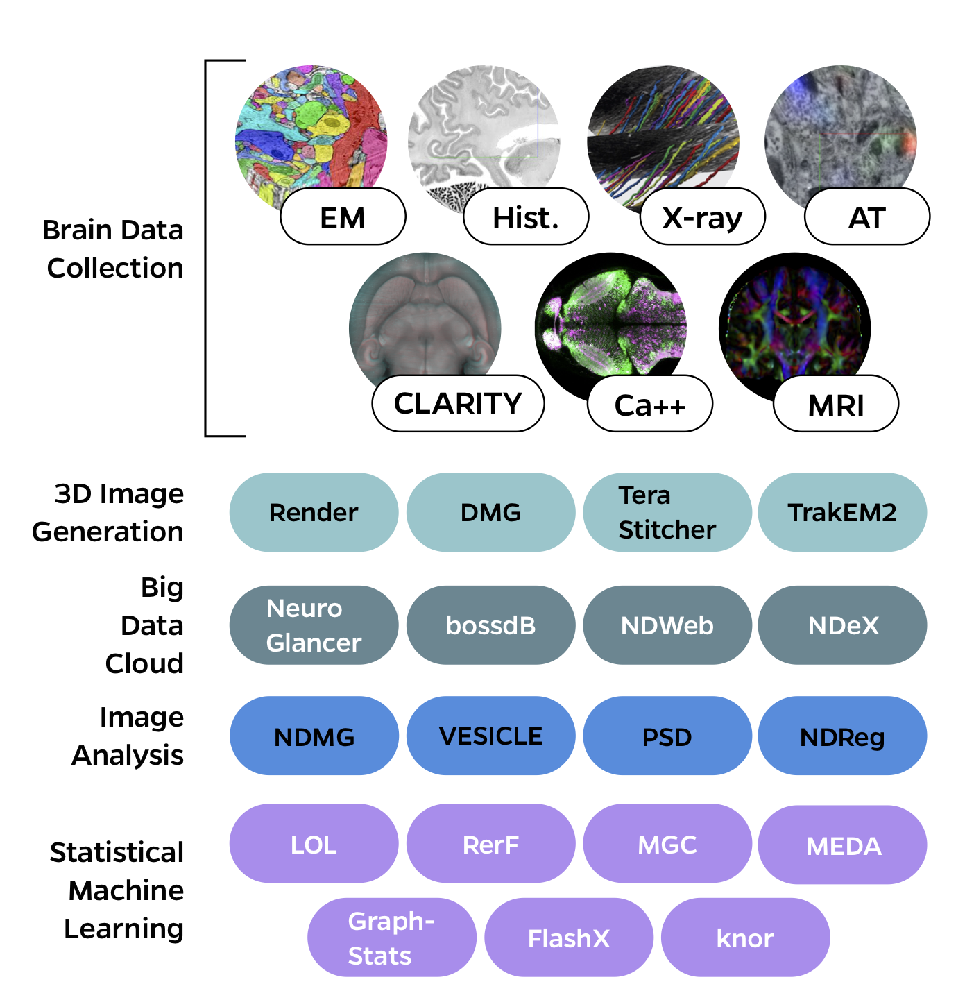 EM
Hist.
X-ray
AT
Brain Data
Collection
CLARITY
Ca++
MRI
3D Image
Generation
Render
DMG
Tera
Stitcher
TrakEM2
Big
Data
Cloud
Neuro
Glancer
bossdB
NDWeb
NDeX
Image
Analysis
NDMG
VESICLE
PSD
NDReg
Statistical
Machine
Learning
LOL
RerF
MGC
MEDA
Graph-
Stats
FlashX
knor